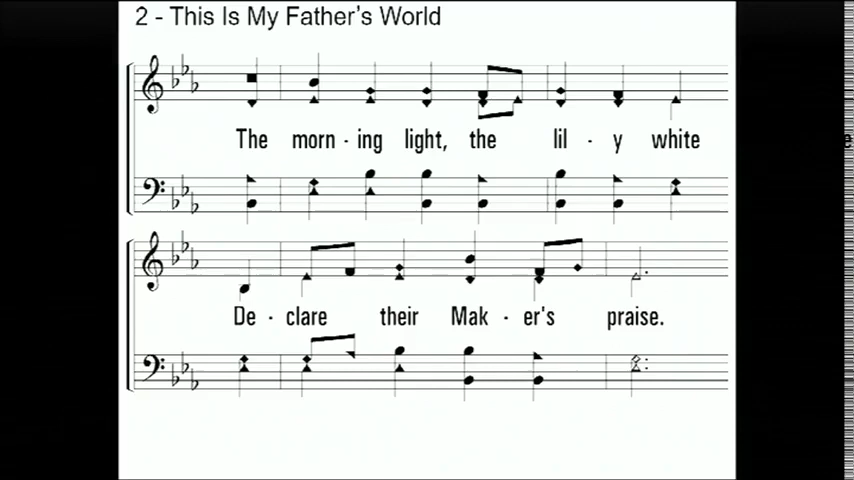 2 - This Is My Father's World
The morn - ing light, the lil - y white
De - clare their Mak - er's praise.